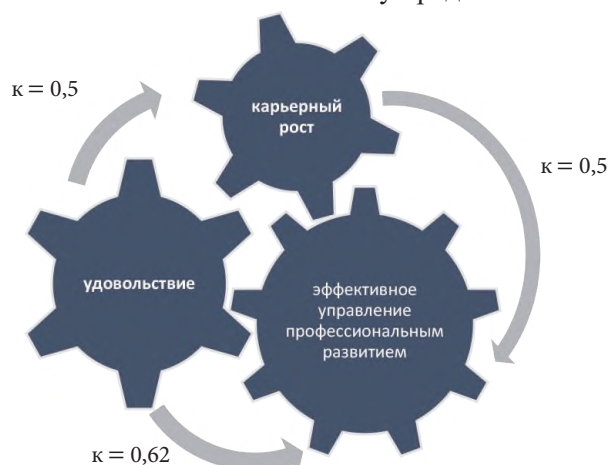 к = 0,5
карьерный
рост
к = 0,5
удовольствие
эффективное
управление
профессиональным
развитием
к = 0,62